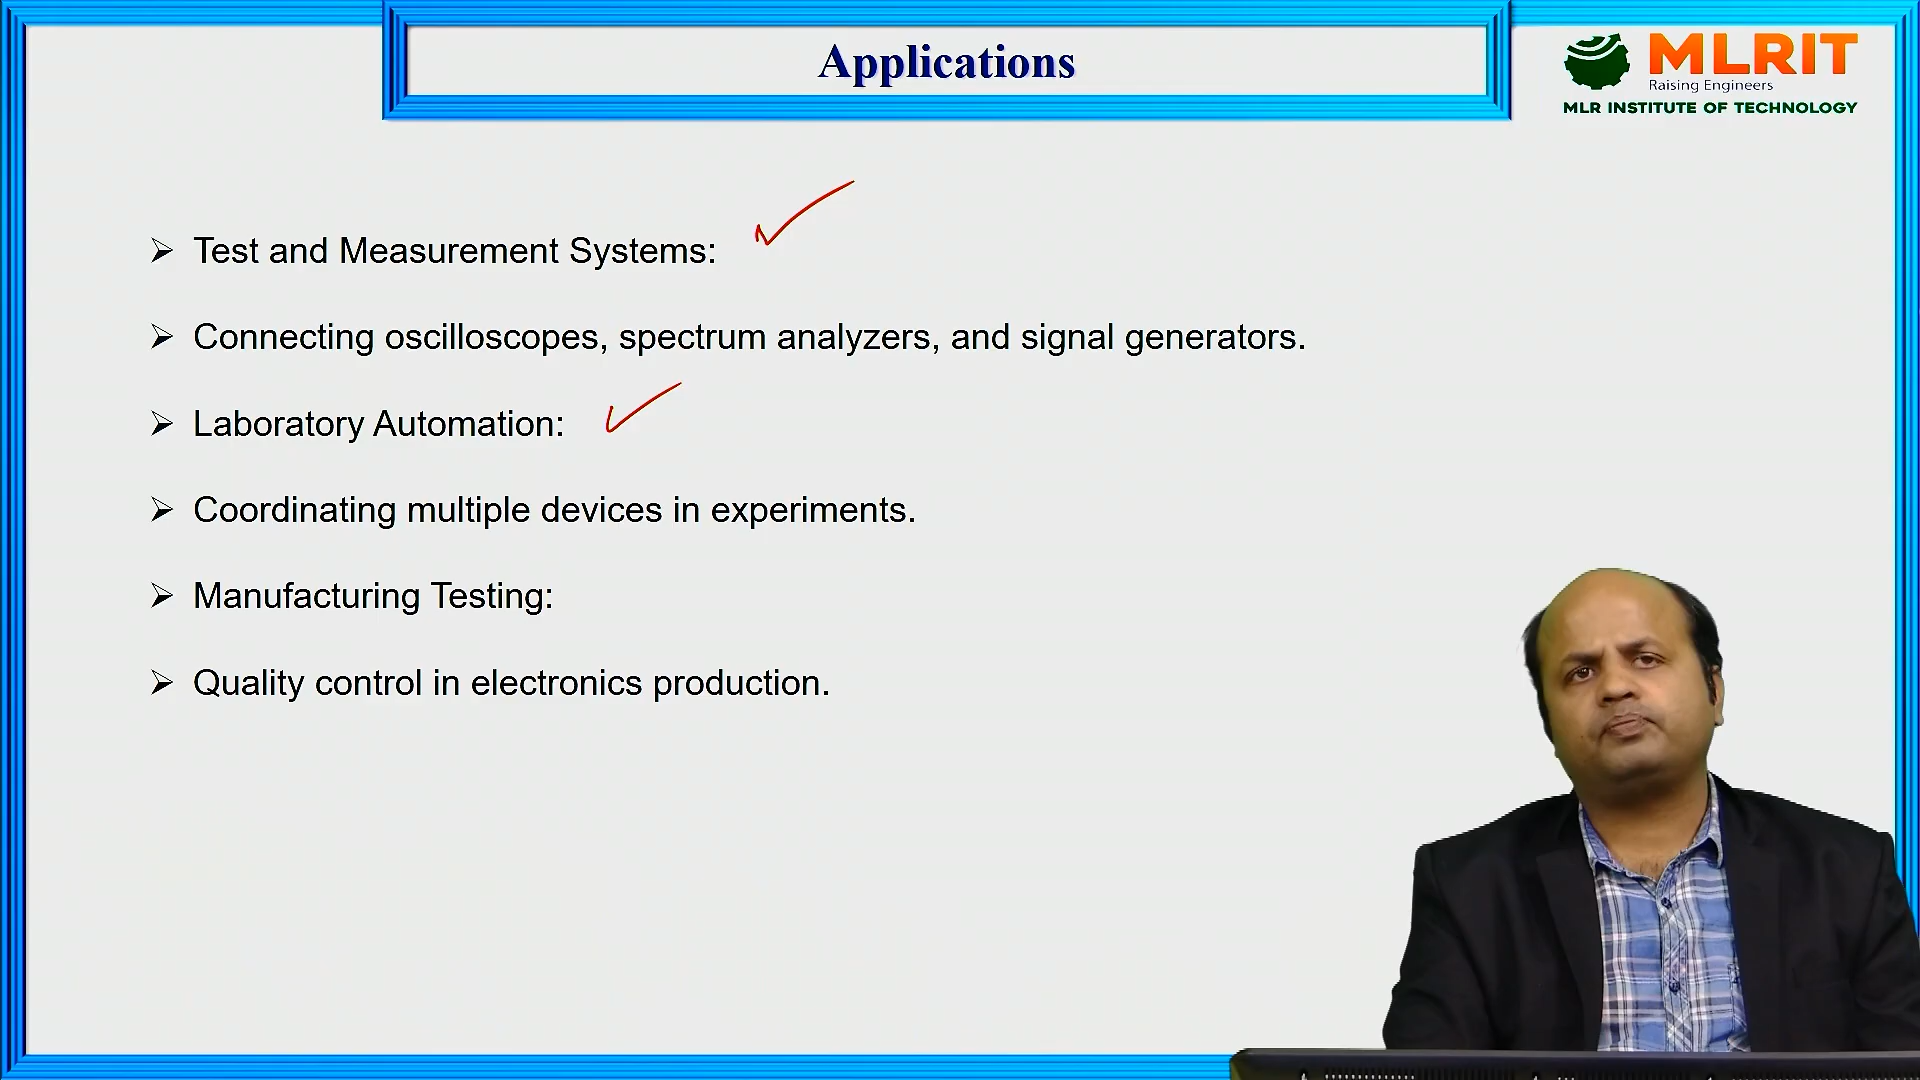 Applications
MLRIT
Raising Engineers
MLR INSTITUTE OF TECHNOLOGY
➢ Test and Measurement Systems:
➢ Connecting oscilloscopes, spectrum analyzers, and signal generators.
➢ Laboratory Automation:
➢ Coordinating multiple devices in experiments.
➢ Manufacturing Testing:
➢ Quality control in electronics production.